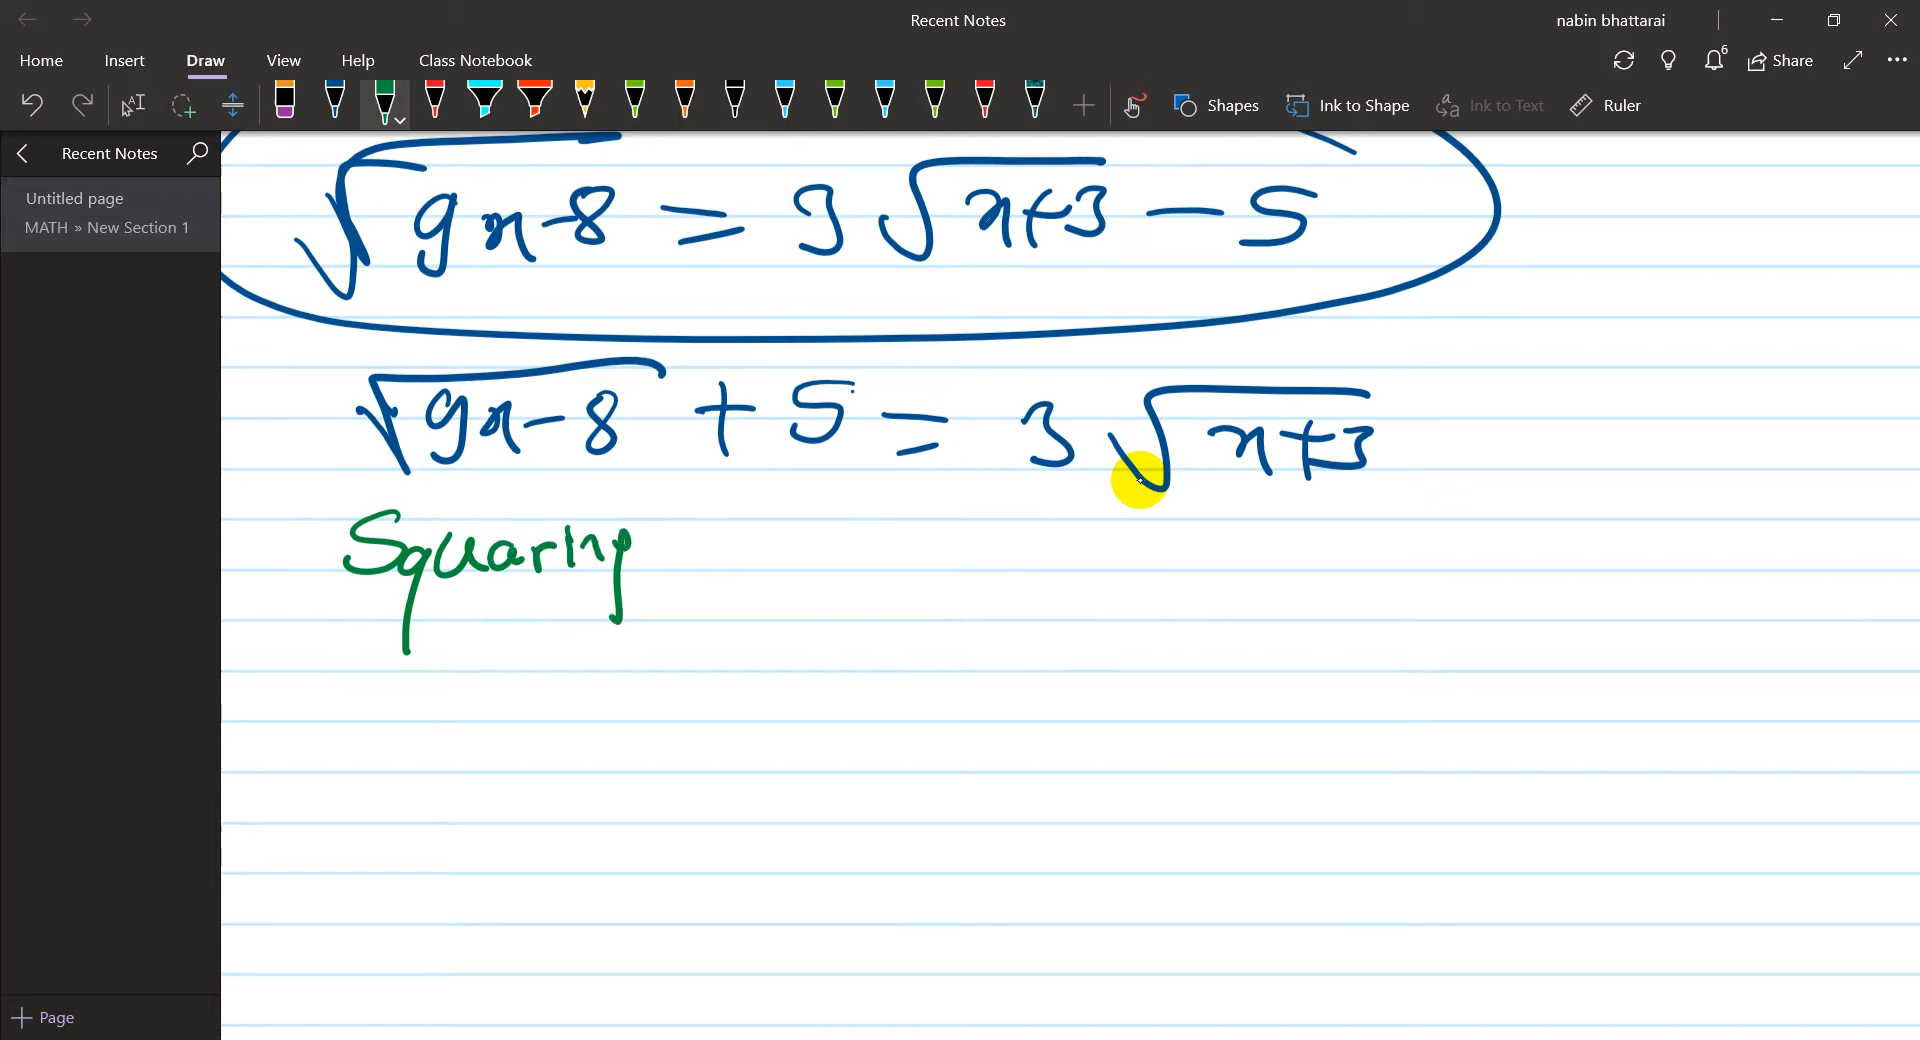 Recent Notes
nabin bhattarai
Home Insert Draw View Help Class Notebook
6
Share
Shapes
Ink to Shape
Ink to Text
Ruler
Recent Notes
Untitled page
MATH » New Section 1
√9x-8 = 3√x+3 - 5
√9x-8 + 5 = 3√x+3
Squaring
Page